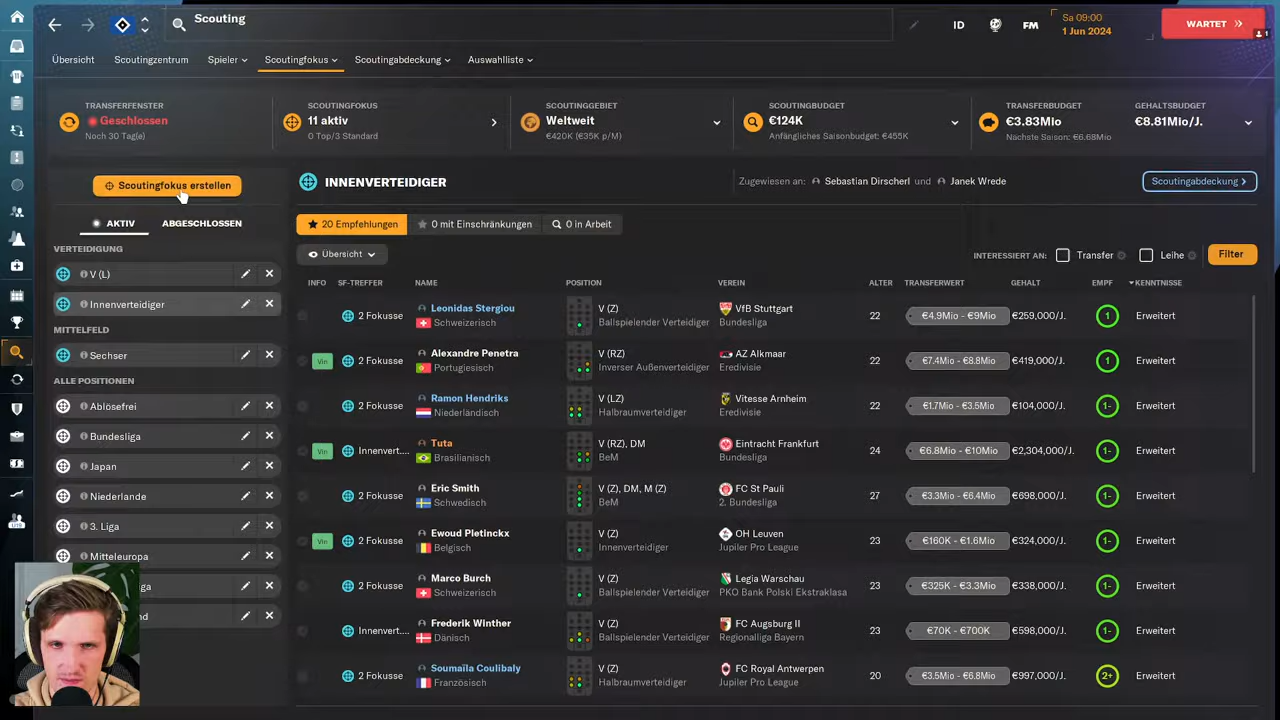 Scouting
ID
FM
Sa 09:00
1 Jun 2024
WARTET
1
Übersicht
Scoutingzentrum
Spieler
Scoutingfokus
Scoutingabdeckung
Auswahlliste
TRANSFERFENSTER
Geschlossen
Noch 30 Tag(e)
SCOUTINGFOKUS
11 aktiv
0 Top/3 Standard
SCOUTINGGEBIET
Weltweit
€420K (€35K p/M)
SCOUTINGBUDGET
€124K
Anfängliches Saisonbudget: €455K
TRANSFERBUDGET
€3.83Mio
Nächste Saison: €6.68Mio
GEHALTSBUDGET
€8.81Mio/J.
Scoutingfokus erstellen
AKTIV
ABGESCHLOSSEN
VERTEIDIGUNG
V (L)
Innenverteidiger
MITTELFELD
Sechser
ALLE POSITIONEN
Ablösefrei
Bundesliga
Japan
Niederlande
3. Liga
Mitteleuropa
ga
nd
U19
INNENVERTEIDIGER
Zugewiesen an: Sebastian Dirscherl und Janek Wrede
Scoutingabdeckung
20 Empfehlungen
0 mit Einschränkungen
0 in Arbeit
Übersicht
INTERESSIERT AN: Transfer Leihe
Filter
INFO SF-TREFFER NAME POSITION VEREIN ALTER TRANSFERWERT GEHALT EMPF KENNTNISSE
2 Fokusse Leonidas Stergiou V (Z) VfB Stuttgart 22 €4.9Mio - €9Mio €259,000/J. 1 Erweitert
Schweizerisch Ballspielender Verteidiger Bundesliga
Vin 2 Fokusse Alexandre Penetra V (RZ) AZ Alkmaar 22 €7.4Mio - €8.8Mio €419,000/J. 1 Erweitert
Portugiesisch Inverser Außenverteidiger Eredivisie
2 Fokusse Ramon Hendriks V (LZ) Vitesse Arnheim 22 €1.7Mio - €3.5Mio €104,000/J. 1- Erweitert
Niederländisch Halbraumverteidiger Eredivisie
Vin Innenvert.... Tuta V (RZ), DM Eintracht Frankfurt 24 €6.8Mio - €10Mio €2,304,000/J. 1- Erweitert
Brasilianisch BeM Bundesliga
2 Fokusse Eric Smith V (Z), DM, M (Z) FC St Pauli 27 €3.3Mio - €6.4Mio €698,000/J. 1- Erweitert
Schwedisch BeM 2. Bundesliga
Vin 2 Fokusse Ewoud Pletinckx V (Z) OH Leuven 23 €160K - €1.6Mio €324,000/J. 1- Erweitert
Belgisch Innenverteidiger Jupiler Pro League
2 Fokusse Marco Burch V (Z) Legia Warschau 23 €325K - €3.3Mio €338,000/J. 1- Erweitert
Schweizerisch Ballspielender Verteidiger PKO Bank Polski Ekstraklasa
Innenvert.... Frederik Winther V (Z) FC Augsburg II 23 €70K - €700K €598,000/J. 1- Erweitert
Dänisch Ballspielender Verteidiger Regionalliga Bayern
2 Fokusse Soumaïla Coulibaly V (Z) FC Royal Antwerpen 20 €3.5Mio - €6.8Mio €997,000/J. 2+ Erweitert
Französisch Halbraumverteidiger Jupiler Pro League